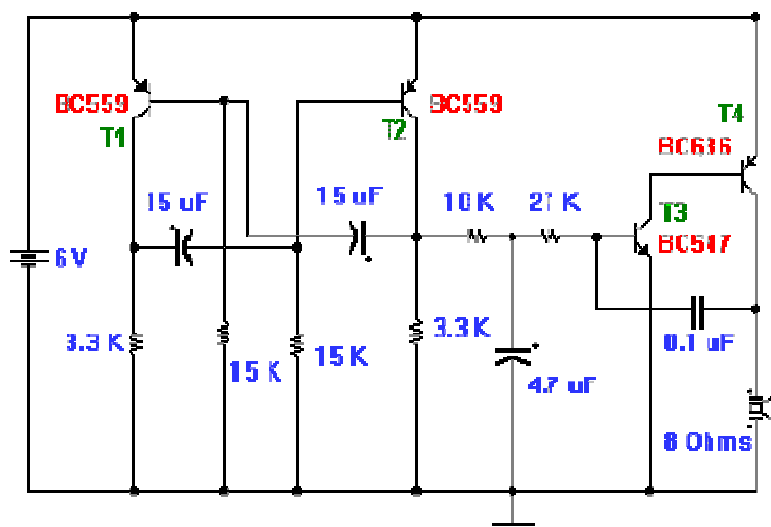 BC559
T1
BC559
T2
T4
BC636
15 uF
15 uF
10 K
27 K
T3
BC547
6V
3.3 K
15 K
15 K
3.3 K
4.7 uF
0.1 uF
8 Ohms